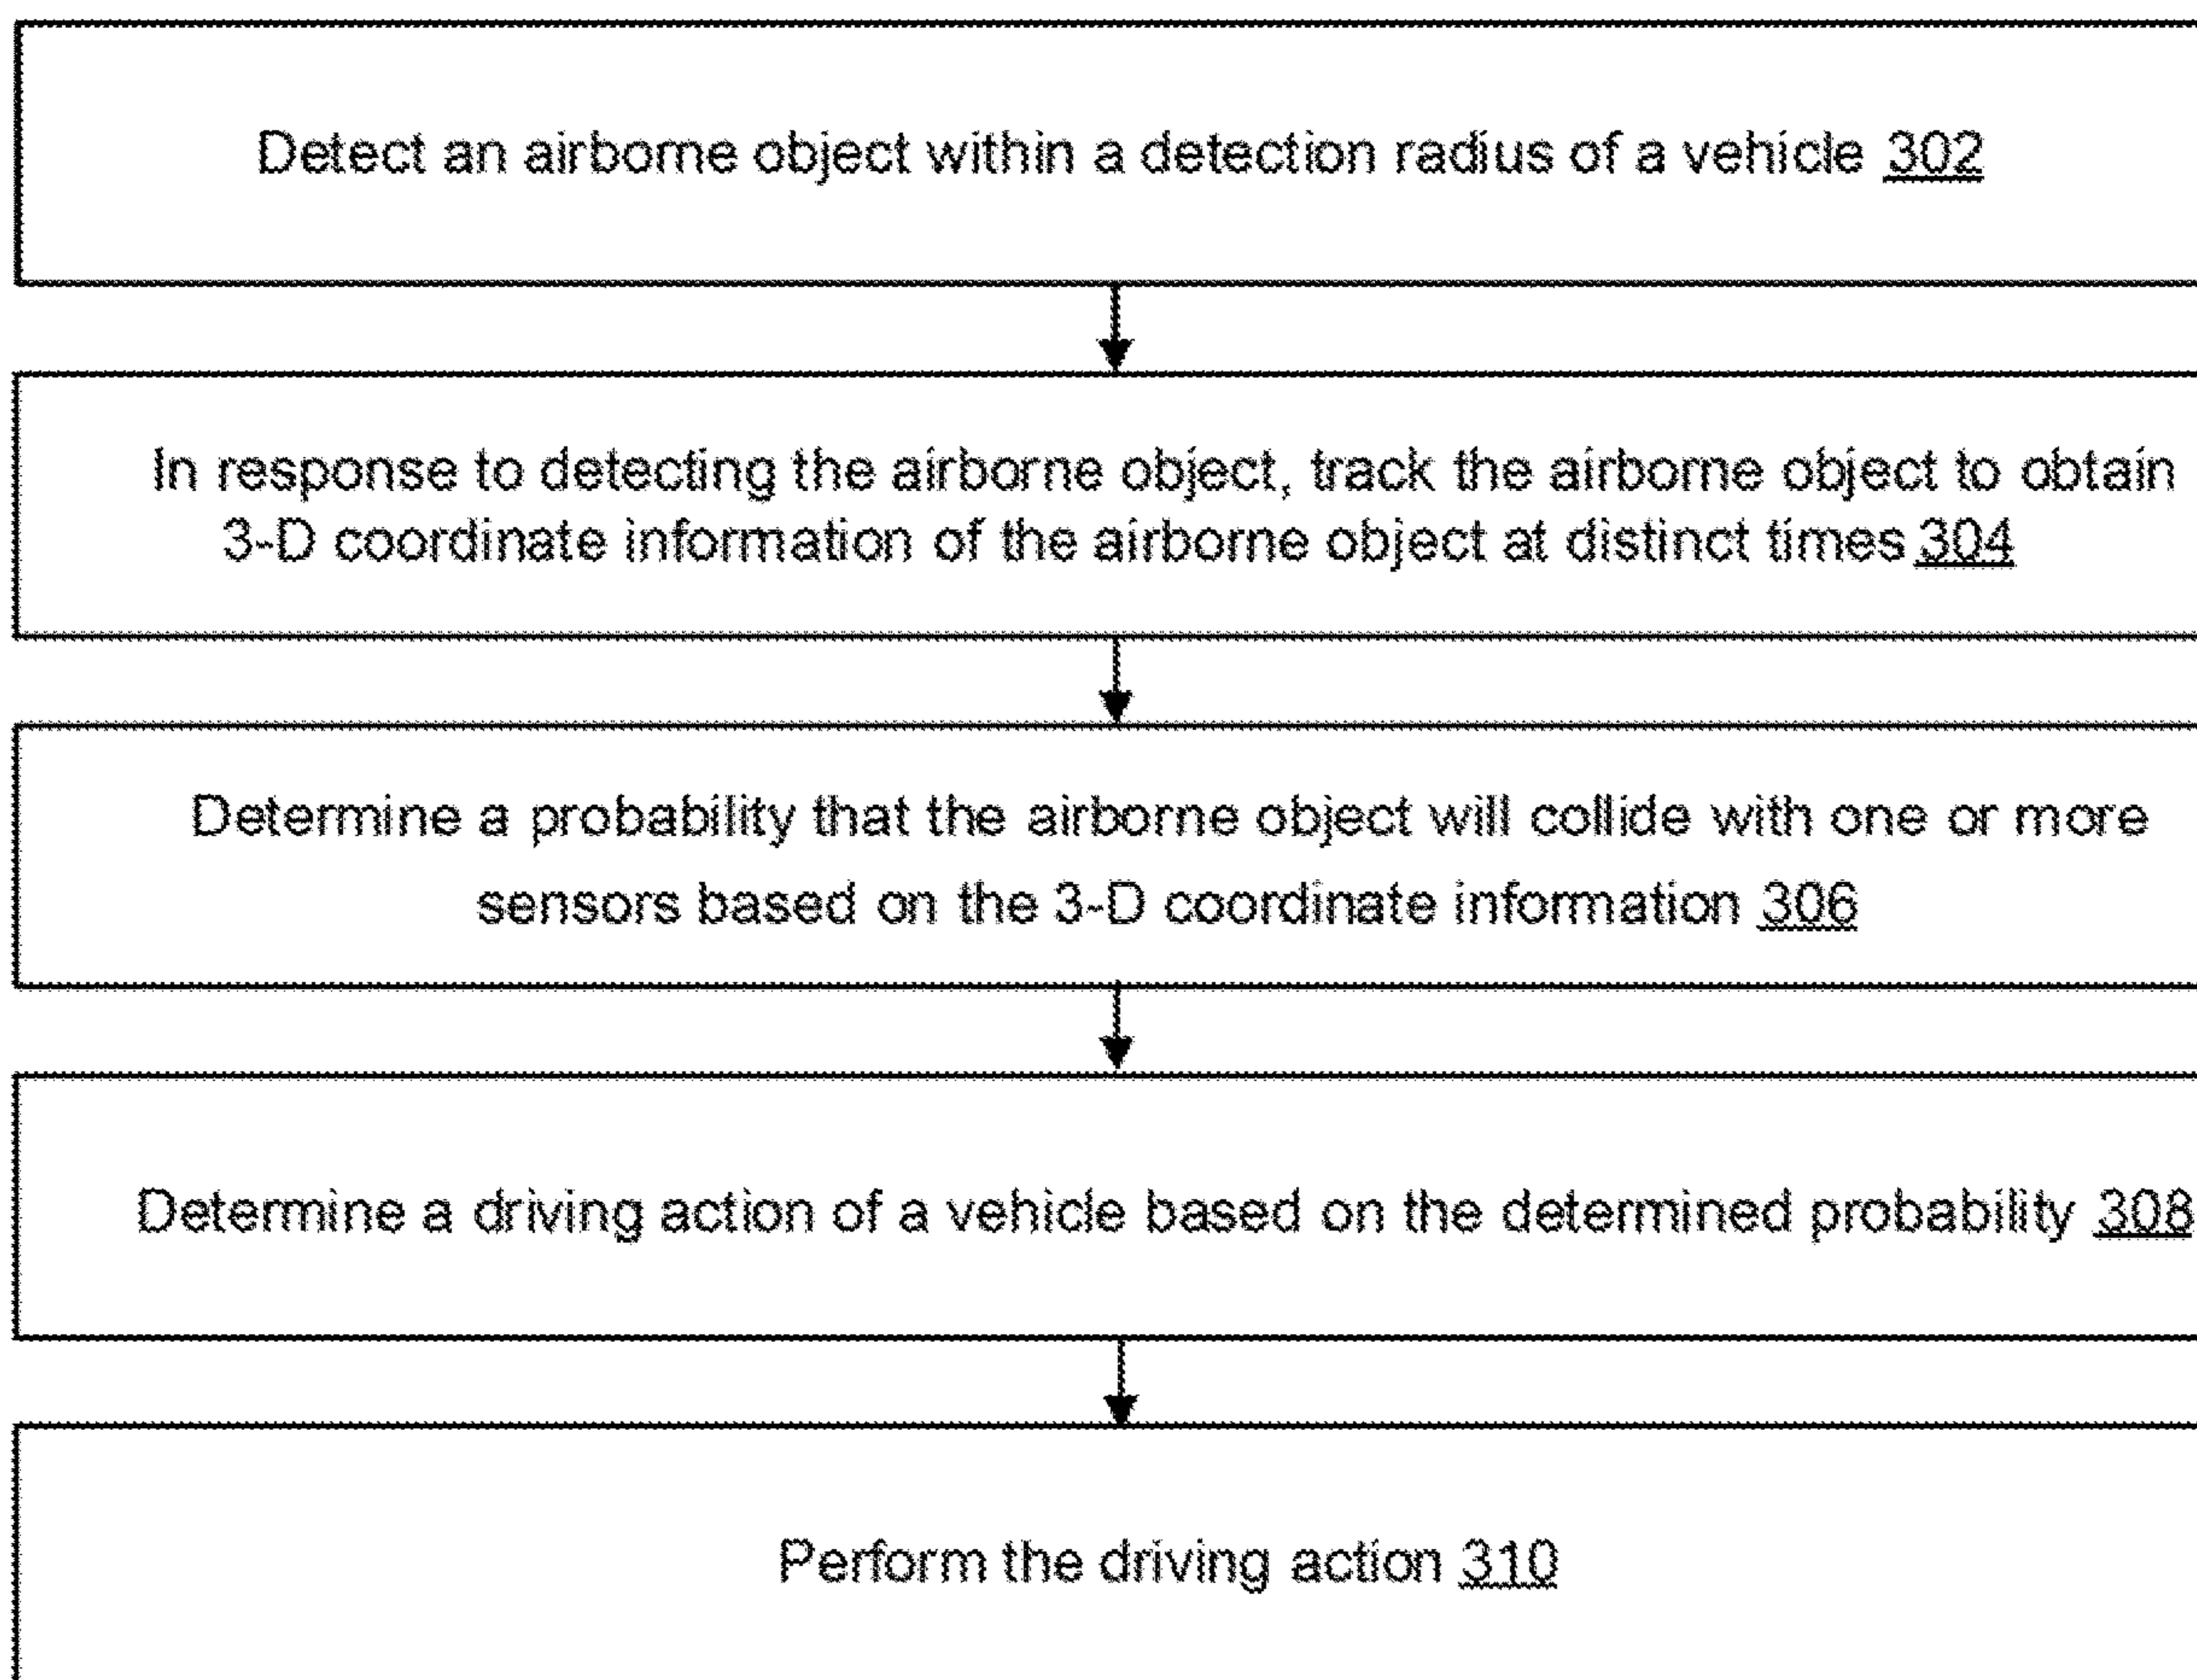 Detect an airborne object within a detection radius of a vehicle 302
In response to detecting the airborne object, track the airborne object to obtain
3-D coordinate information of the airborne object at distinct times 304
Determine a probability that the airborne object will collide with one or more
sensors based on the 3-D coordinate information 306
Determine a driving action of a vehicle based on the determined probability 308
Perform the driving action 310